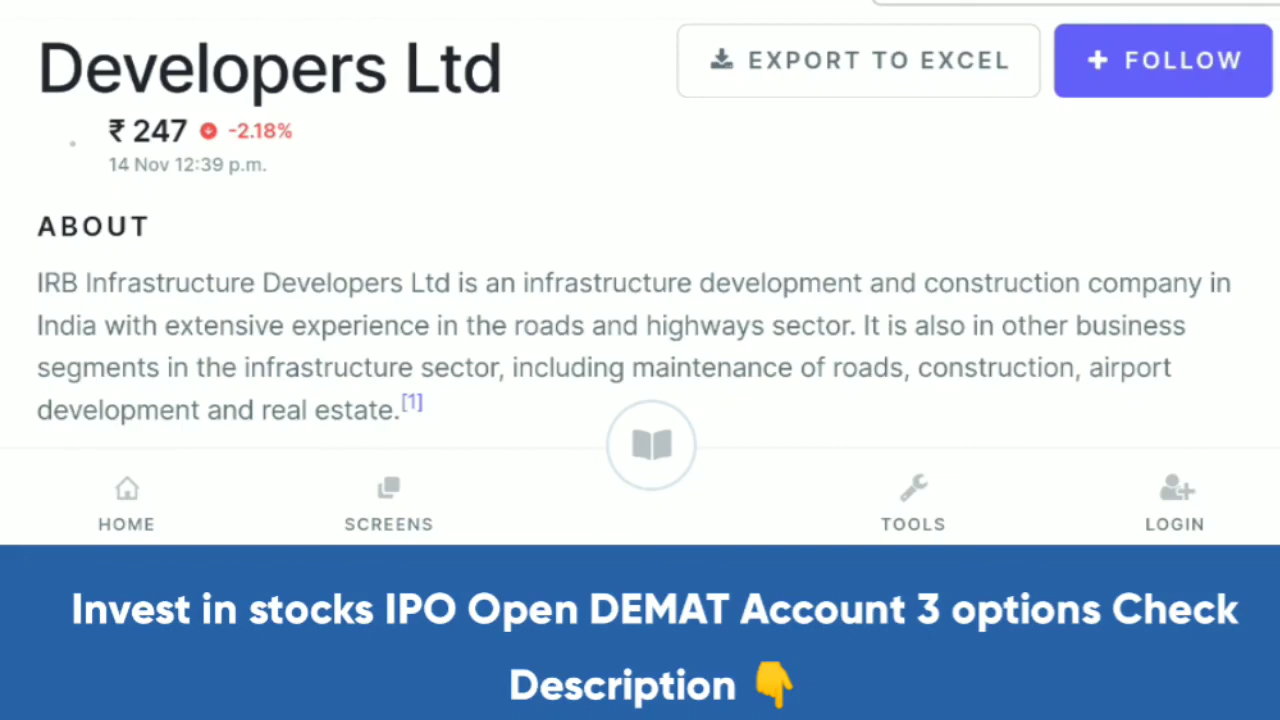 Developers Ltd
EXPORT TO EXCEL
+ FOLLOW
₹ 247 -2.18%
14 Nov 12:39 p.m.
ABOUT
IRB Infrastructure Developers Ltd is an infrastructure development and construction company in
India with extensive experience in the roads and highways sector. It is also in other business
segments in the infrastructure sector, including maintenance of roads, construction, airport
development and real estate.[1]
HOME
SCREENS
TOOLS
LOGIN
Invest in stocks IPO Open DEMAT Account 3 options Check
Description 👇